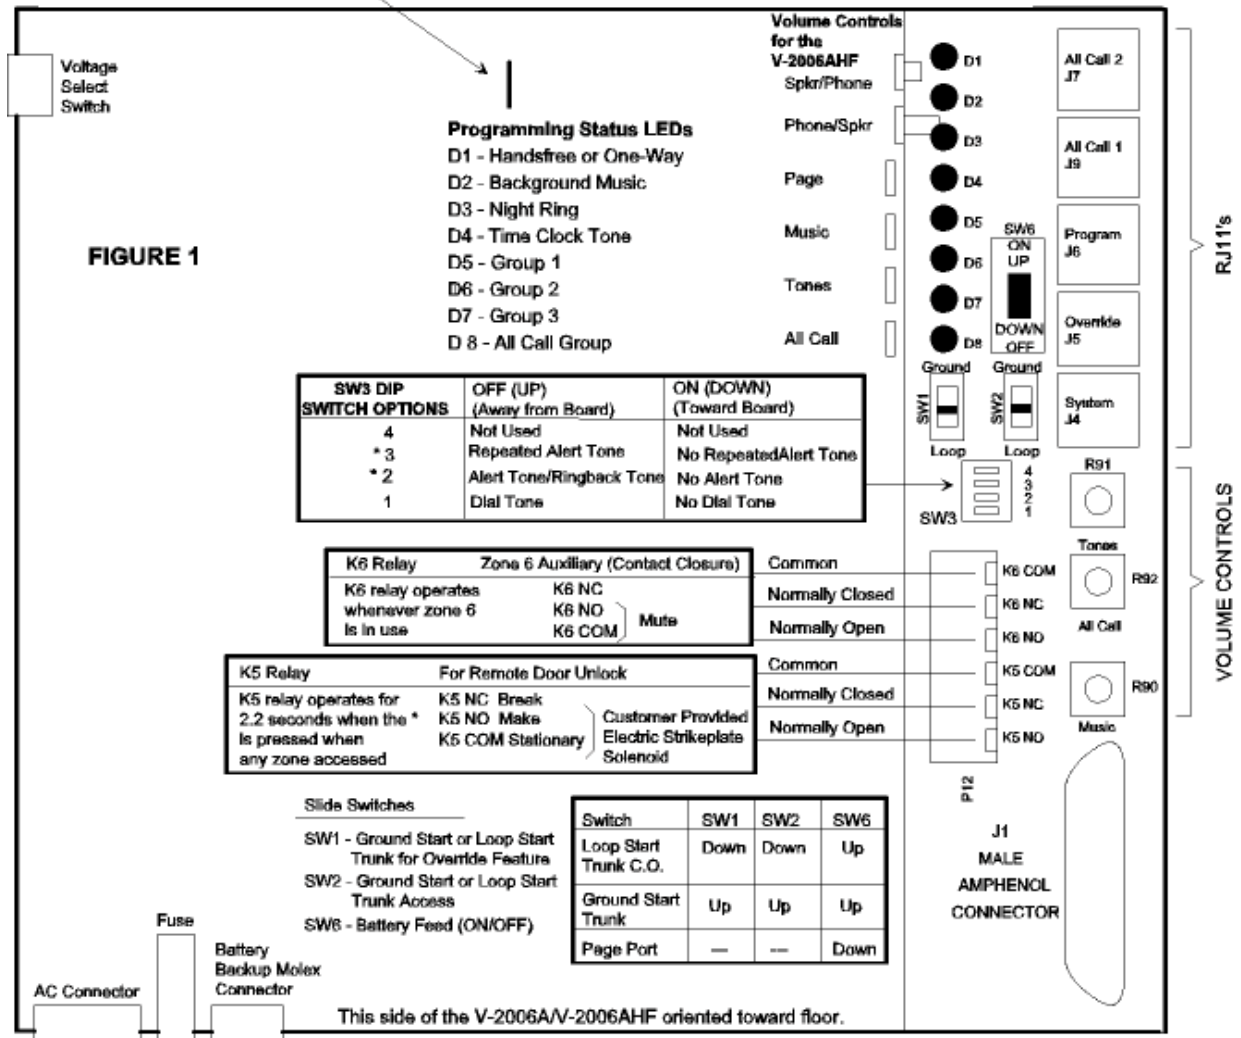 Voltage
Select
Switch
FIGURE 1
Programming Status LEDs
D1 - Handsfree or One-Way
D2 - Background Music
D3 - Night Ring
D4 - Time Clock Tone
D5 - Group 1
D6 - Group 2
D7 - Group 3
D 8 - All Call Group
Volume Controls
for the
V-2006AHF
Spkr/Phone
Phone/Spkr
Page
Music
Tones
All Call
D1
D2
D3
D4
D5
D6
D7
D8
SW6
ON
UP
DOWN
OFF
All Call 2
J7
All Call 1
J9
Program
J6
Override
J5
System
J4
RJ11's
Ground
SW1
Loop
Ground
SW2
Loop
SW3 DIP OFF (UP) ON (DOWN)
SWITCH OPTIONS (Away from Board) (Toward Board)
4 Not Used Not Used
* 3 Repeated Alert Tone No RepeatedAlert Tone
* 2 Alert Tone/Ringback Tone No Alert Tone
1 Dial Tone No Dial Tone
SW3
4
3
2
1
R91
Tones
R92
All Call
R90
Music
VOLUME CONTROLS
K6 Relay Zone 6 Auxiliary (Contact Closure)
K6 relay operates K6 NC
whenever zone 6 K6 NO
is in use K6 COM
Mute
Common
Normally Closed
Normally Open
K6 COM
K6 NC
K6 NO
K5 Relay For Remote Door Unlock
K5 relay operates for K5 NC Break
2.2 seconds when the * K5 NO Make
is pressed when K5 COM Stationary
any zone accessed
Customer Provided
Electric Strikeplate
Solenoid
Common
Normally Closed
Normally Open
K5 COM
K5 NC
K5 NO
P12
J1
MALE
AMPHENOL
CONNECTOR
Slide Switches
SW1 - Ground Start or Loop Start
Trunk for Override Feature
SW2 - Ground Start or Loop Start
Trunk Access
SW6 - Battery Feed (ON/OFF)
Switch SW1 SW2 SW6
Loop Start Down Down Up
Trunk C.O.
Ground Start Up Up Up
Trunk
Page Port — --- Down
Fuse
Battery
Backup Molex
Connector
AC Connector
This side of the V-2006A/V-2006AHF oriented toward floor.